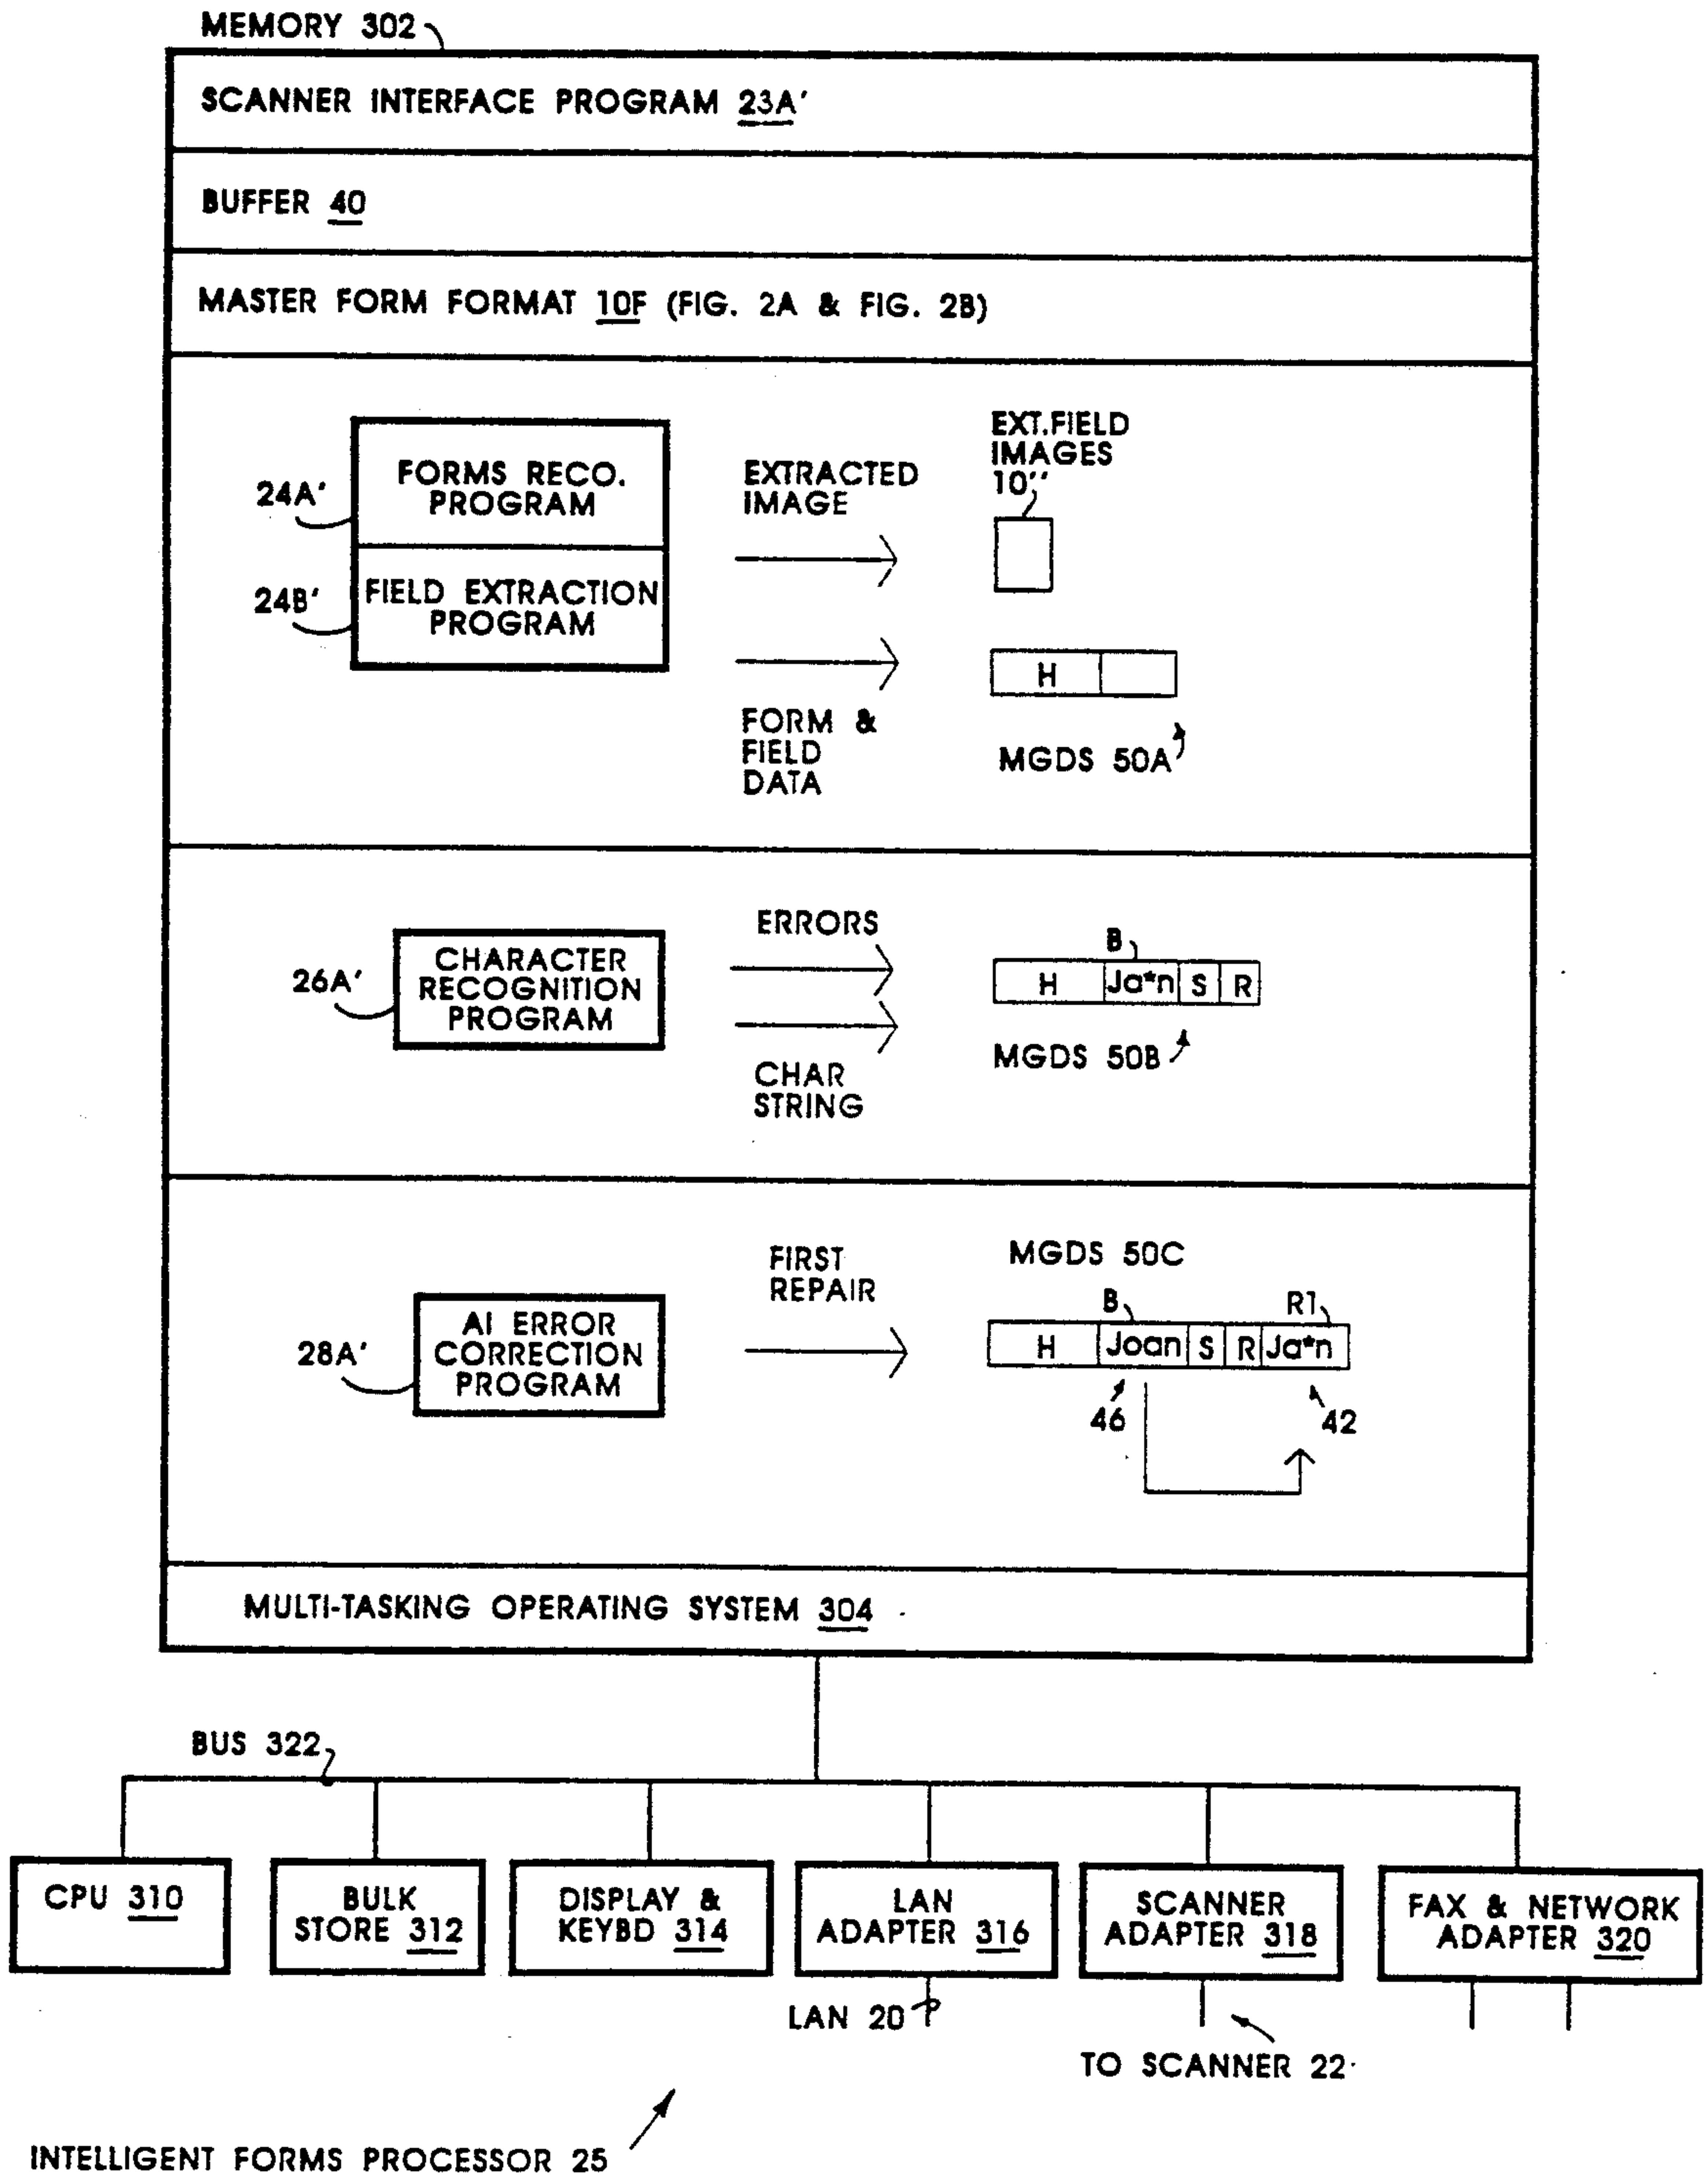 MEMORY 302
SCANNER INTERFACE PROGRAM 23A'
BUFFER 40
MASTER FORM FORMAT 10F (FIG. 2A & FIG. 2B)
24A'
FORMS RECO.
PROGRAM
24B'
FIELD EXTRACTION
PROGRAM
EXTRACTED
IMAGE
EXT.FIELD
IMAGES
10''
FORM &
FIELD
DATA
H
MGDS 50A
26A'
CHARACTER
RECOGNITION
PROGRAM
ERRORS
CHAR
STRING
B
H Ja*n S R
MGDS 50B
28A'
AI ERROR
CORRECTION
PROGRAM
FIRST
REPAIR
MGDS 50C
B R1
H Joan S R Ja*n
46 42
MULTI-TASKING OPERATING SYSTEM 304
BUS 322
CPU 310
BULK
STORE 312
DISPLAY &
KEYBD 314
LAN
ADAPTER 316
SCANNER
ADAPTER 318
FAX & NETWORK
ADAPTER 320
LAN 20
TO SCANNER 22
INTELLIGENT FORMS PROCESSOR 25